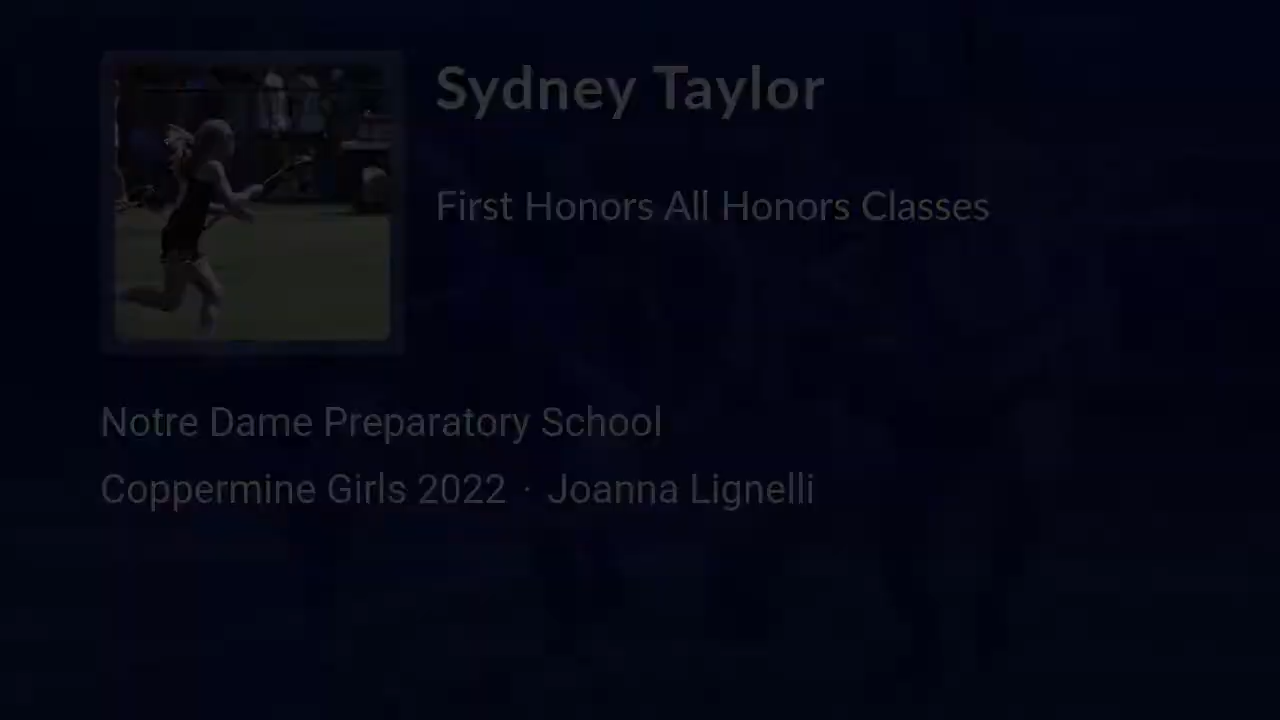 Sydney Taylor
First Honors All Honors Classes
Notre Dame Preparatory School
Coppermine Girls 2022 · Joanna Lignelli